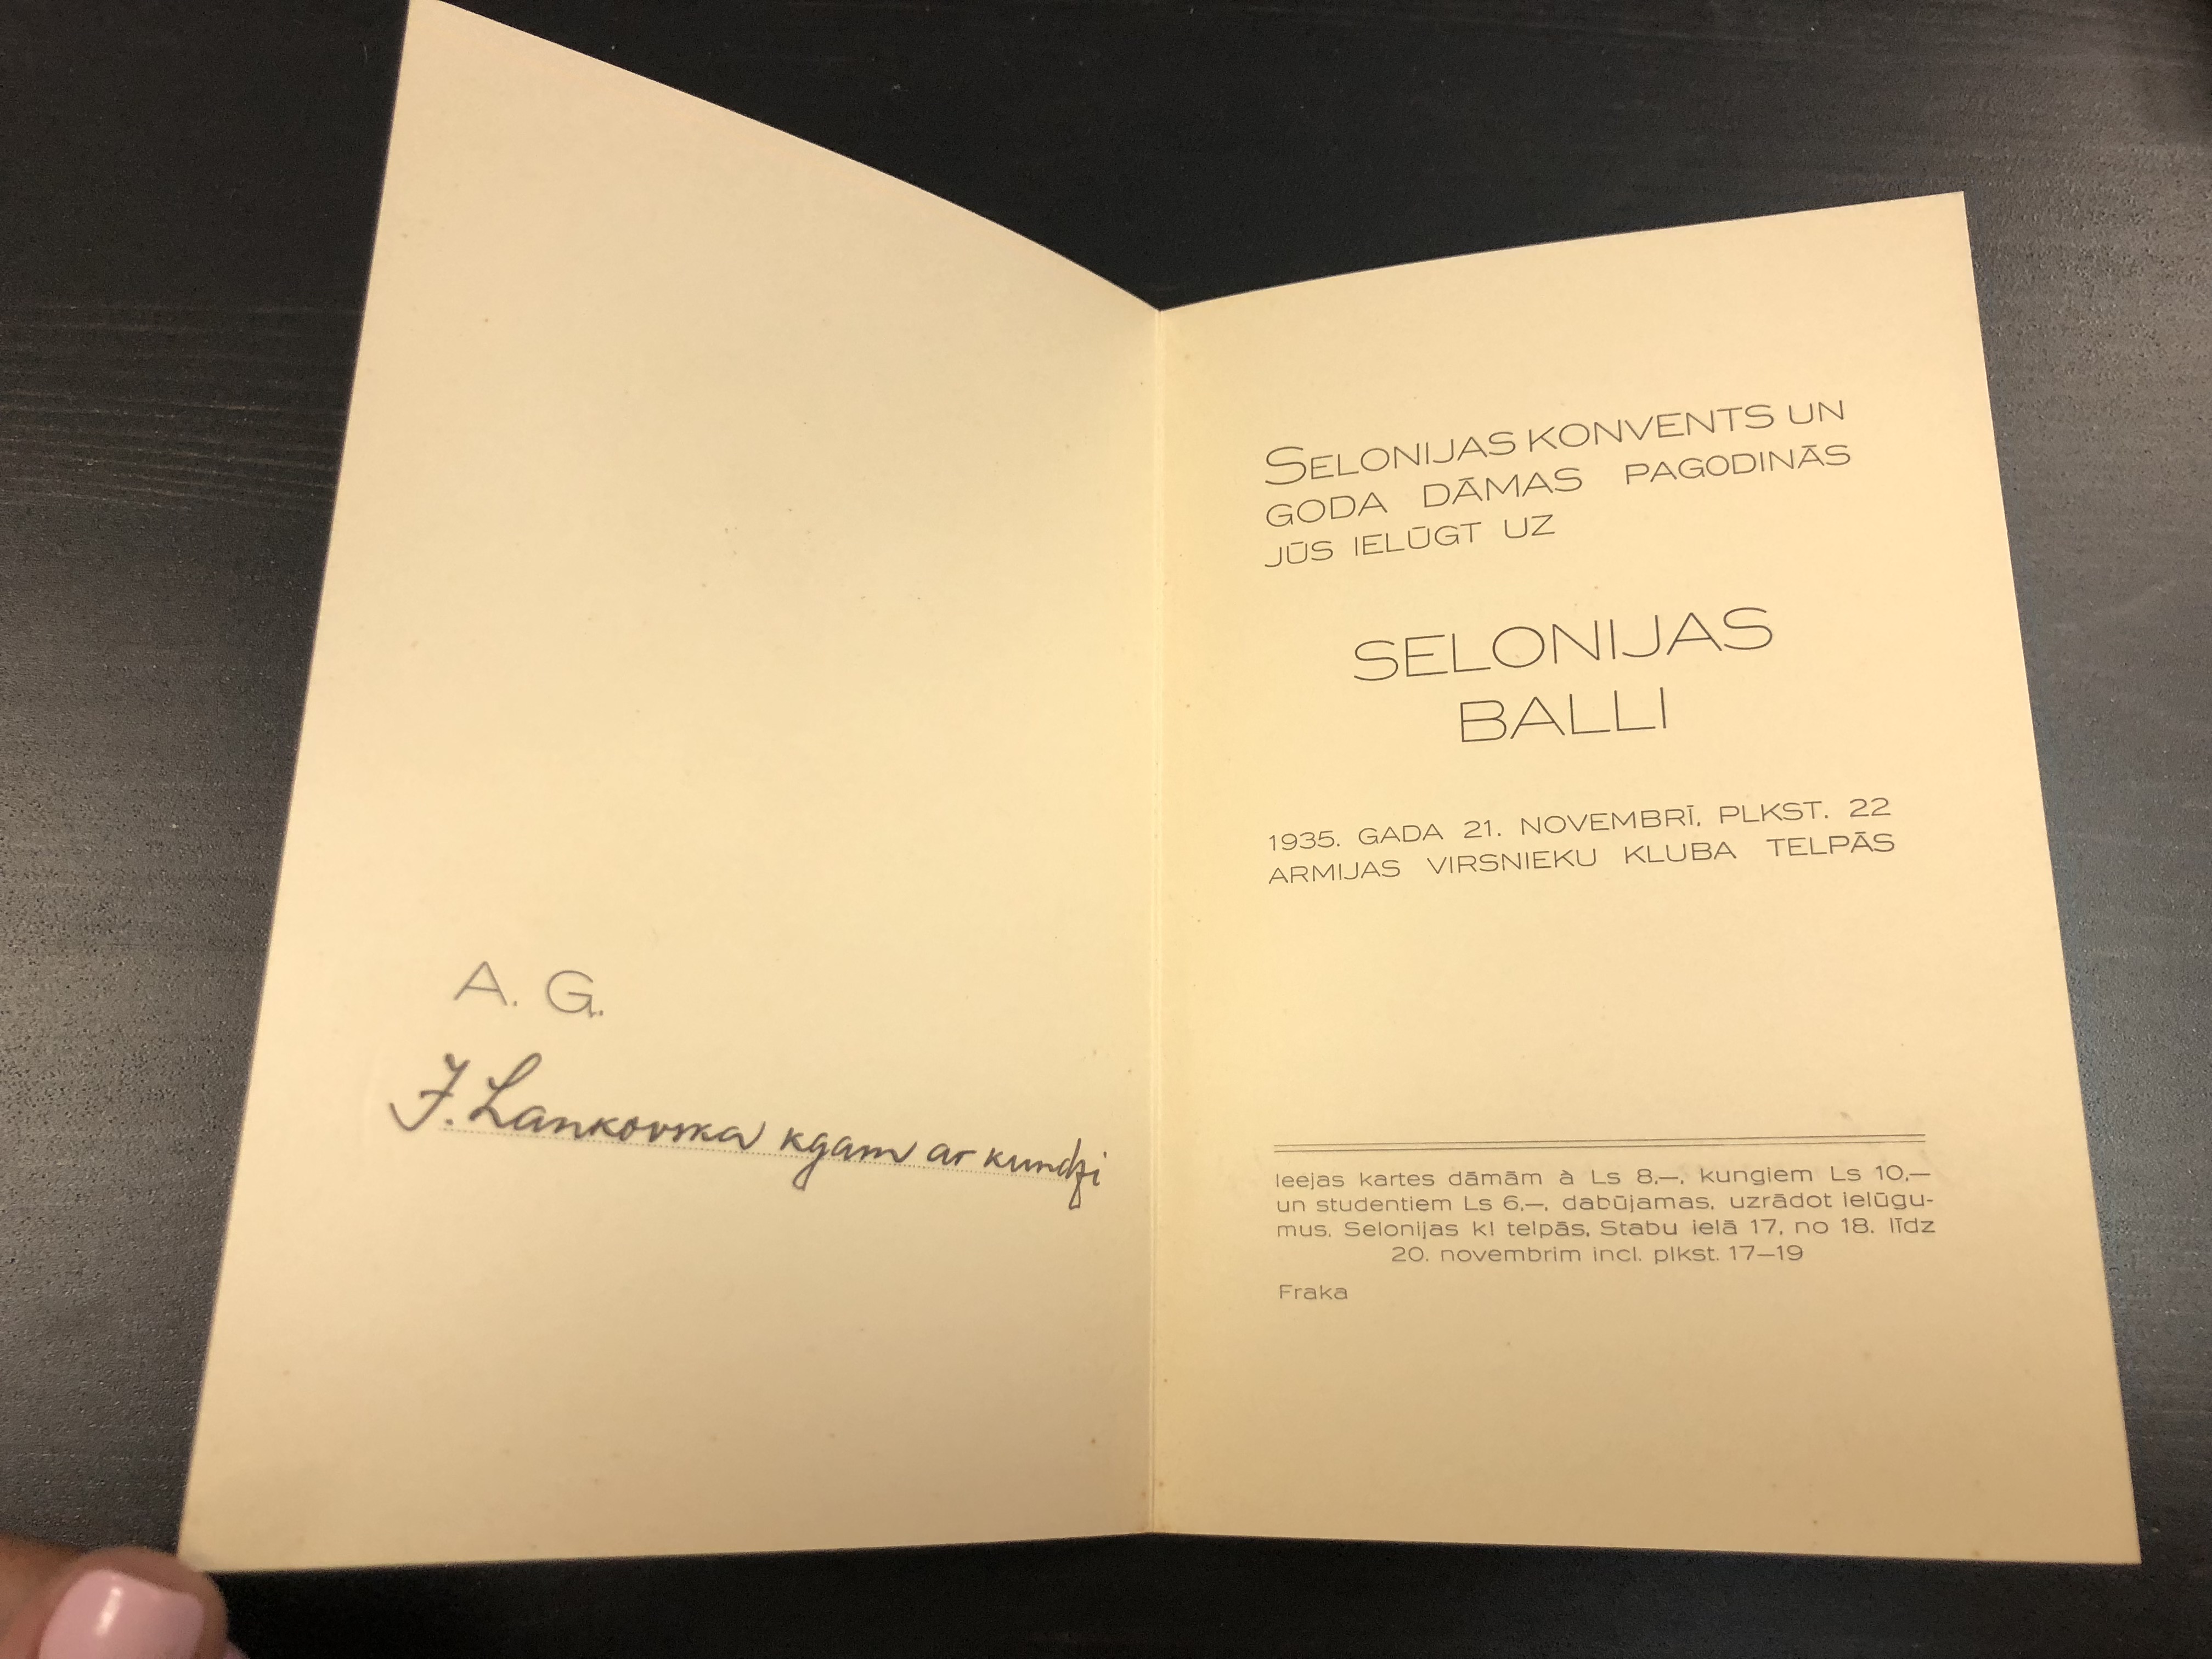 A. G.
J. Lankovska kgam ar kundzi
SELONIJAS KONVENTS UN
GODA DĀMAS PAGODINĀS
JŪS IELŪGT UZ
SELONIJAS
BALLI
1935. GADA 21. NOVEMBRĪ, PLKST. 22
ARMIJAS VIRSNIEKU KLUBA TELPĀS
Ieejas kartes dāmām à Ls 8,—, kungiem Ls 10,—
un studentiem Ls 6,—, dabūjamas, uzrādot ielūgu-
mus, Selonijas kl telpās, Stabu ielā 17, no 18. līdz
20. novembrim incl. plkst. 17—19
Fraka